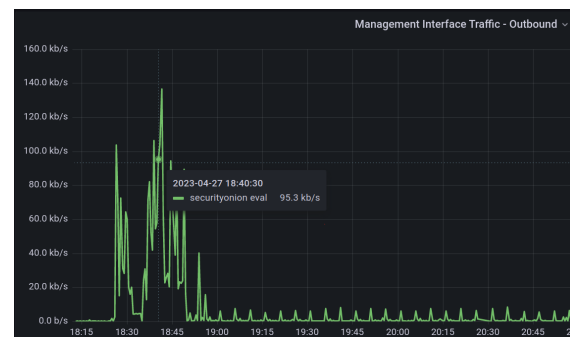 Management Interface Traffic - Outbound
160.0 kb/s
140.0 kb/s
120.0 kb/s
100.0 kb/s
80.0 kb/s
60.0 kb/s
40.0 kb/s
20.0 kb/s
0.0 b/s
2023-04-27 18:40:30
securityonion eval 95.3 kb/s
18:15 18:30 18:45 19:00 19:15 19:30 19:45 20:00 20:15 20:30 20:45